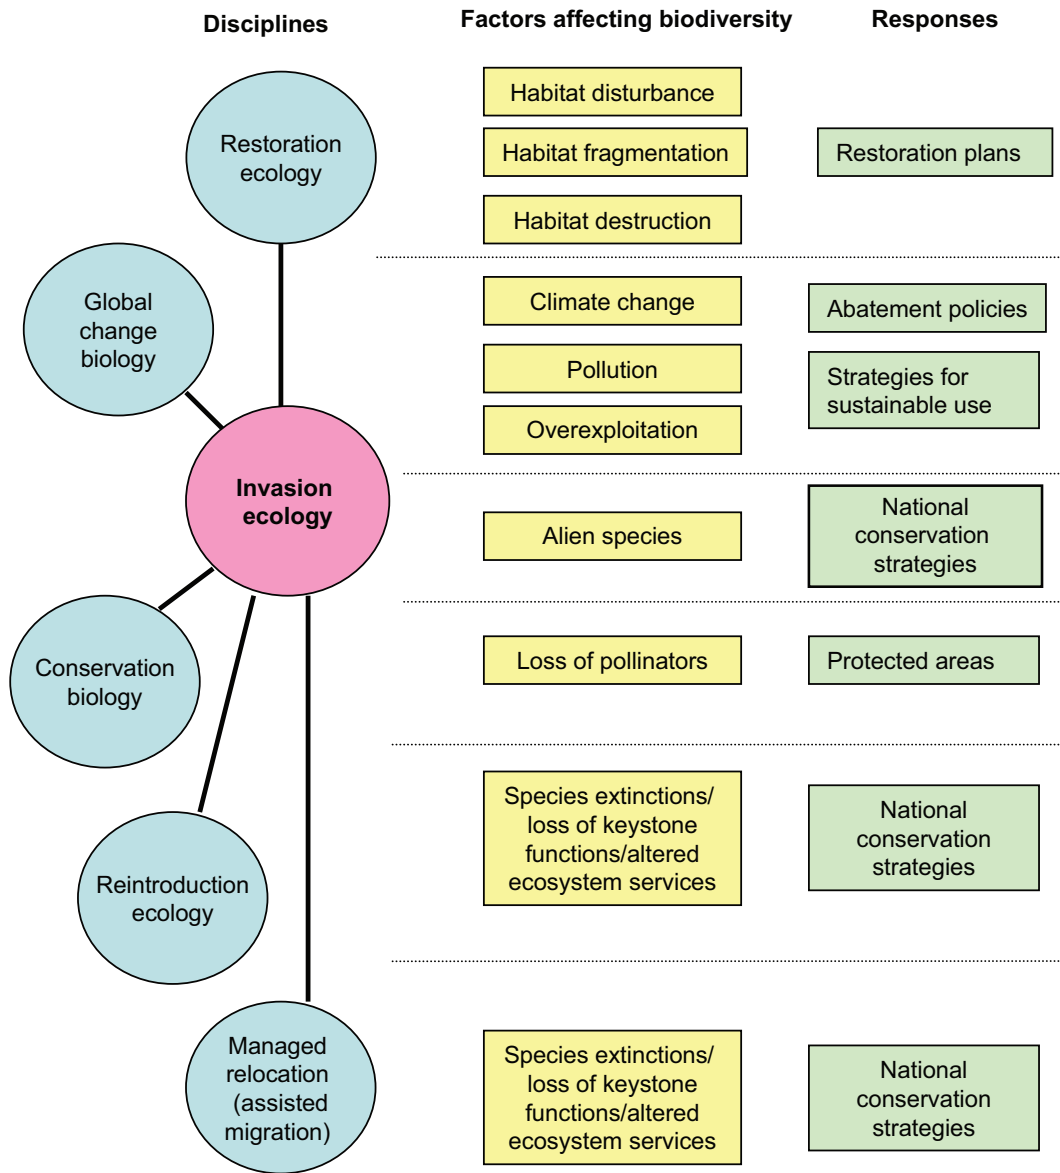 Disciplines
Factors affecting biodiversity
Responses
Restoration
ecology
Habitat disturbance
Habitat fragmentation
Habitat destruction
Restoration plans
Global
change
biology
Climate change
Pollution
Overexploitation
Abatement policies
Strategies for
sustainable use
Invasion
ecology
Alien species
National
conservation
strategies
Conservation
biology
Loss of pollinators
Protected areas
Reintroduction
ecology
Species extinctions/
loss of keystone
functions/altered
ecosystem services
National
conservation
strategies
Managed
relocation
(assisted
migration)
Species extinctions/
loss of keystone
functions/altered
ecosystem services
National
conservation
strategies